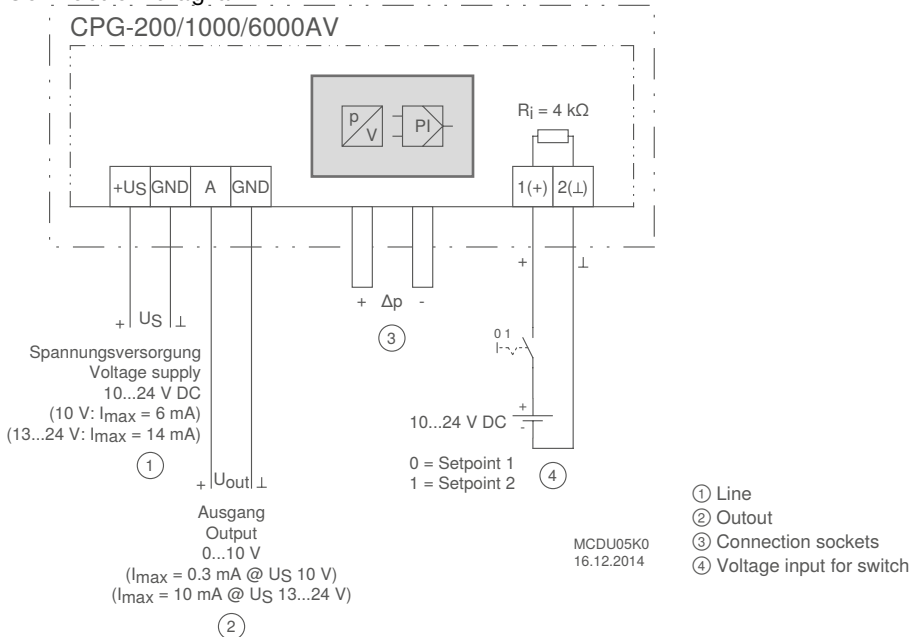 CPG-200/1000/6000AV
p
V
PI
Ri = 4 kΩ
+US GND A GND
1(+) 2(⊥)
+ ⊥
+ Δp -
3
+ US ⊥
Spannungsversorgung
Voltage supply
10...24 V DC
(10 V: Imax = 6 mA)
(13...24 V: Imax = 14 mA)
1
0 1
+
10...24 V DC
-
0 = Setpoint 1
1 = Setpoint 2
4
+ Uout ⊥
Ausgang
Output
0...10 V
(Imax = 0.3 mA @ US 10 V)
(Imax = 10 mA @ US 13...24 V)
2
MCDU05K0
16.12.2014
1 Line
2 Outout
3 Connection sockets
4 Voltage input for switch